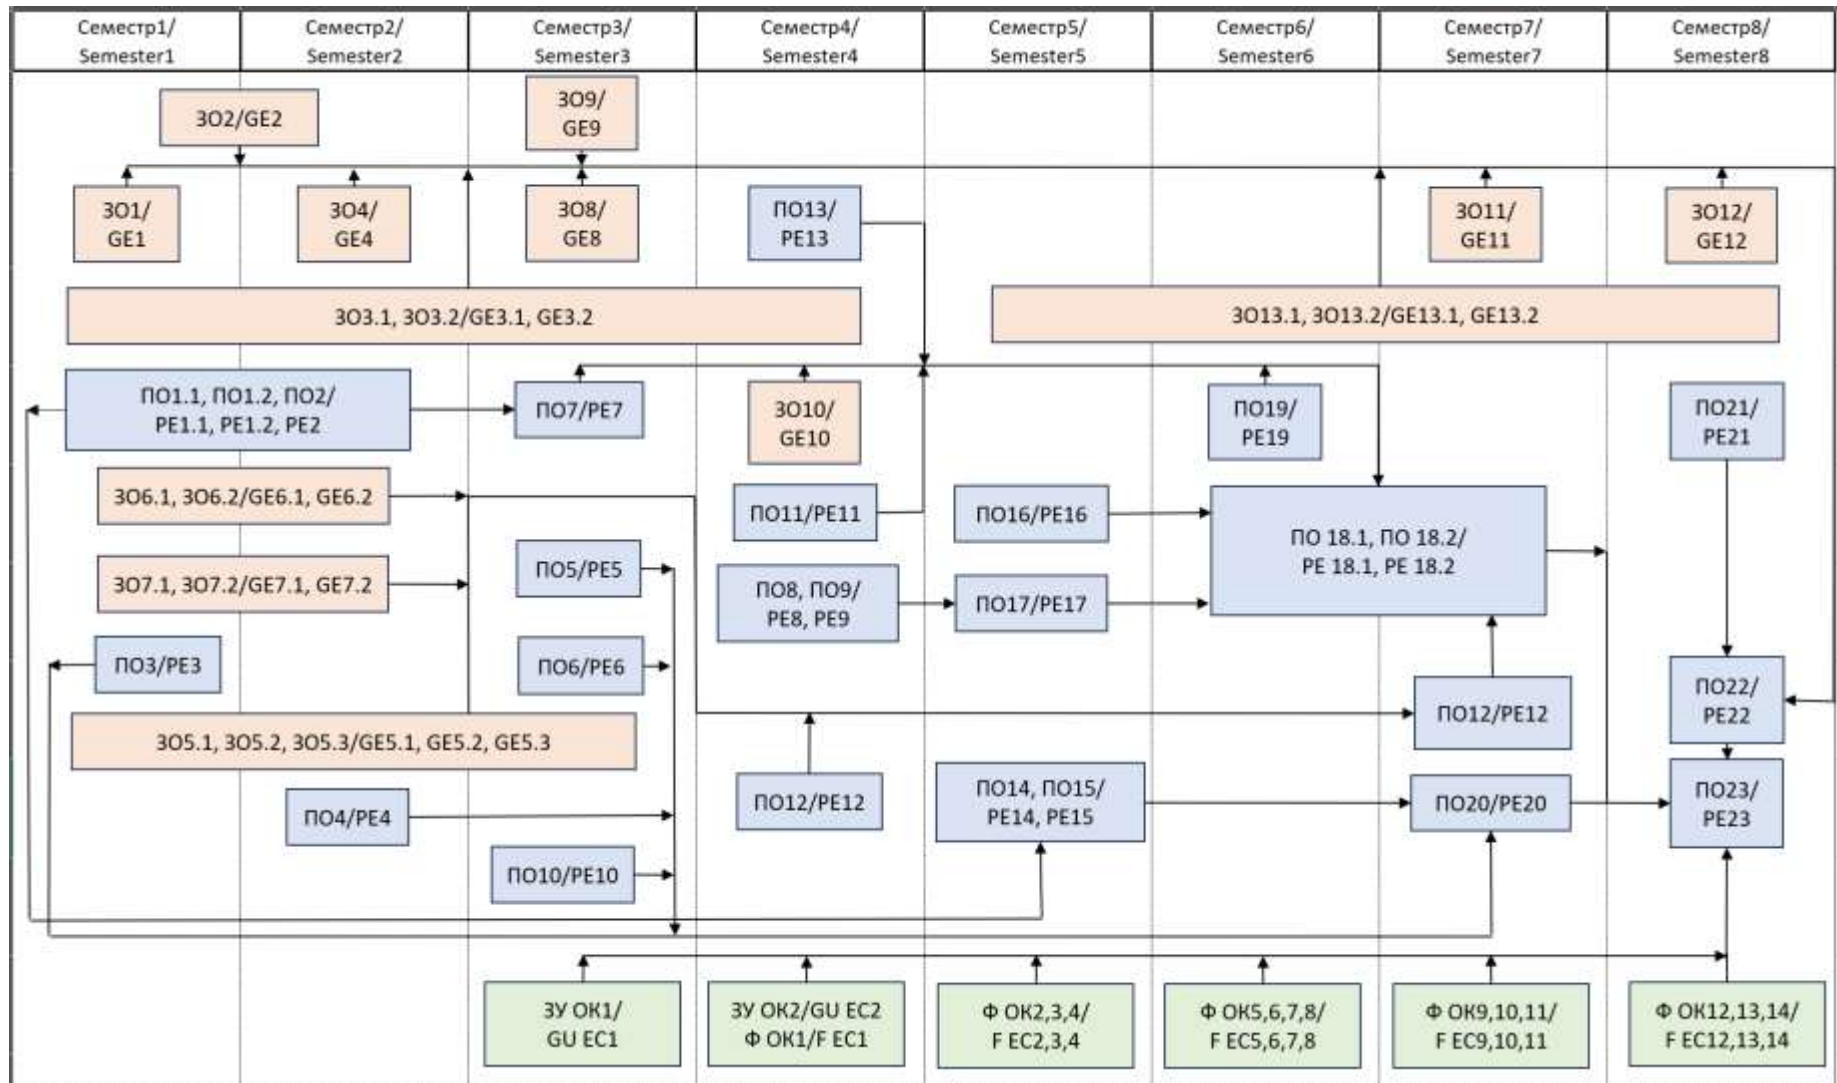 Семестр1/
Semester1
Семестр2/
Semester2
Семестр3/
Semester3
Семестр4/
Semester4
Семестр5/
Semester5
Семестр6/
Semester6
Семестр7/
Semester7
Семестр8/
Semester8
ЗО2/GE2
ЗО9/
GE9
ЗО1/
GE1
ЗО4/
GE4
ЗО8/
GE8
ПО13/
PE13
ЗО11/
GE11
ЗО12/
GE12
ЗО3.1, ЗО3.2/GE3.1, GE3.2
ЗО13.1, ЗО13.2/GE13.1, GE13.2
ПО1.1, ПО1.2, ПО2/
PE1.1, PE1.2, PE2
ПО7/PE7
ЗО10/
GE10
ПО19/
PE19
ПО21/
PE21
ЗО6.1, ЗО6.2/GE6.1, GE6.2
ПО11/PE11
ПО16/PE16
ПО 18.1, ПО 18.2/
PE 18.1, PE 18.2
ЗО7.1, ЗО7.2/GE7.1, GE7.2
ПО5/PE5
ПО8, ПО9/
PE8, PE9
ПО17/PE17
ПО3/PE3
ПО6/PE6
ПО12/PE12
ПО22/
PE22
ЗО5.1, ЗО5.2, ЗО5.3/GE5.1, GE5.2, GE5.3
ПО4/PE4
ПО12/PE12
ПО14, ПО15/
PE14, PE15
ПО20/PE20
ПО23/
PE23
ПО10/PE10
ЗУ ОК1/
GU EC1
ЗУ ОК2/GU EC2
Ф ОК1/F EC1
Ф ОК2,3,4/
F EC2,3,4
Ф ОК5,6,7,8/
F EC5,6,7,8
Ф ОК9,10,11/
F EC9,10,11
Ф ОК12,13,14/
F EC12,13,14